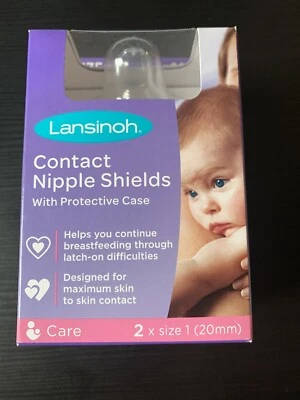 Lansinoh®
Contact
Nipple Shields
With Protective Case
Helps you continue
breastfeeding through
latch-on difficulties
Designed for
maximum skin
to skin contact
Care
2 x size 1 (20mm)